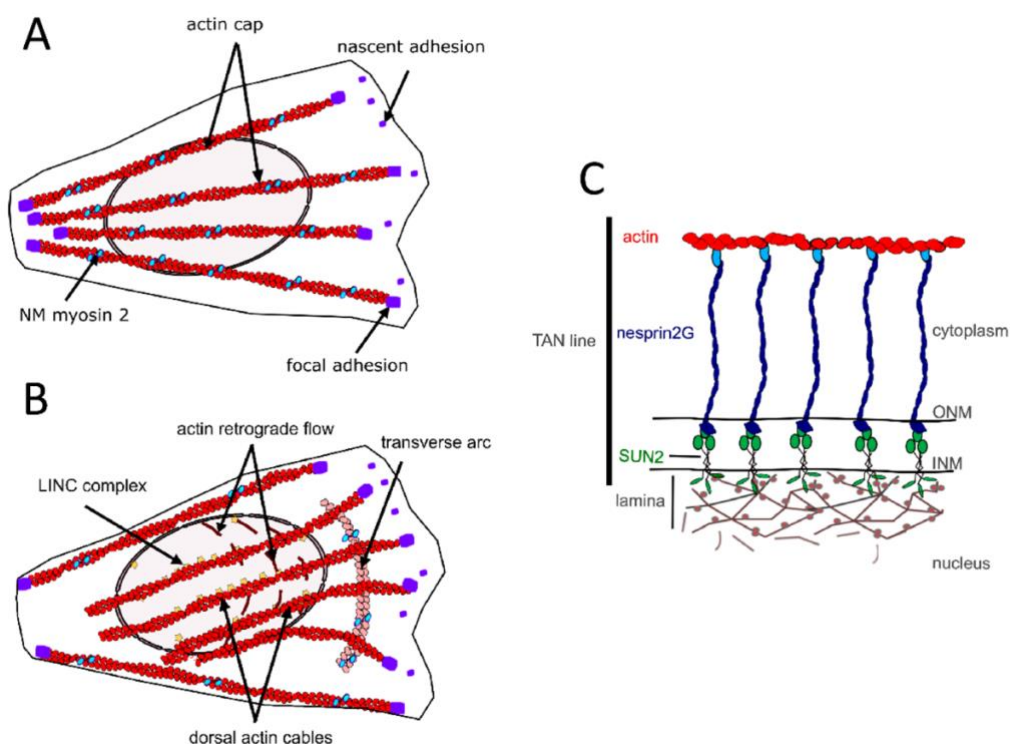 A
actin cap
nascent adhesion
NM myosin 2
focal adhesion
B
actin retrograde flow
transverse arc
LINC complex
dorsal actin cables
C
actin
TAN line
nesprin2G
cytoplasm
ONM
SUN2
INM
lamina
nucleus